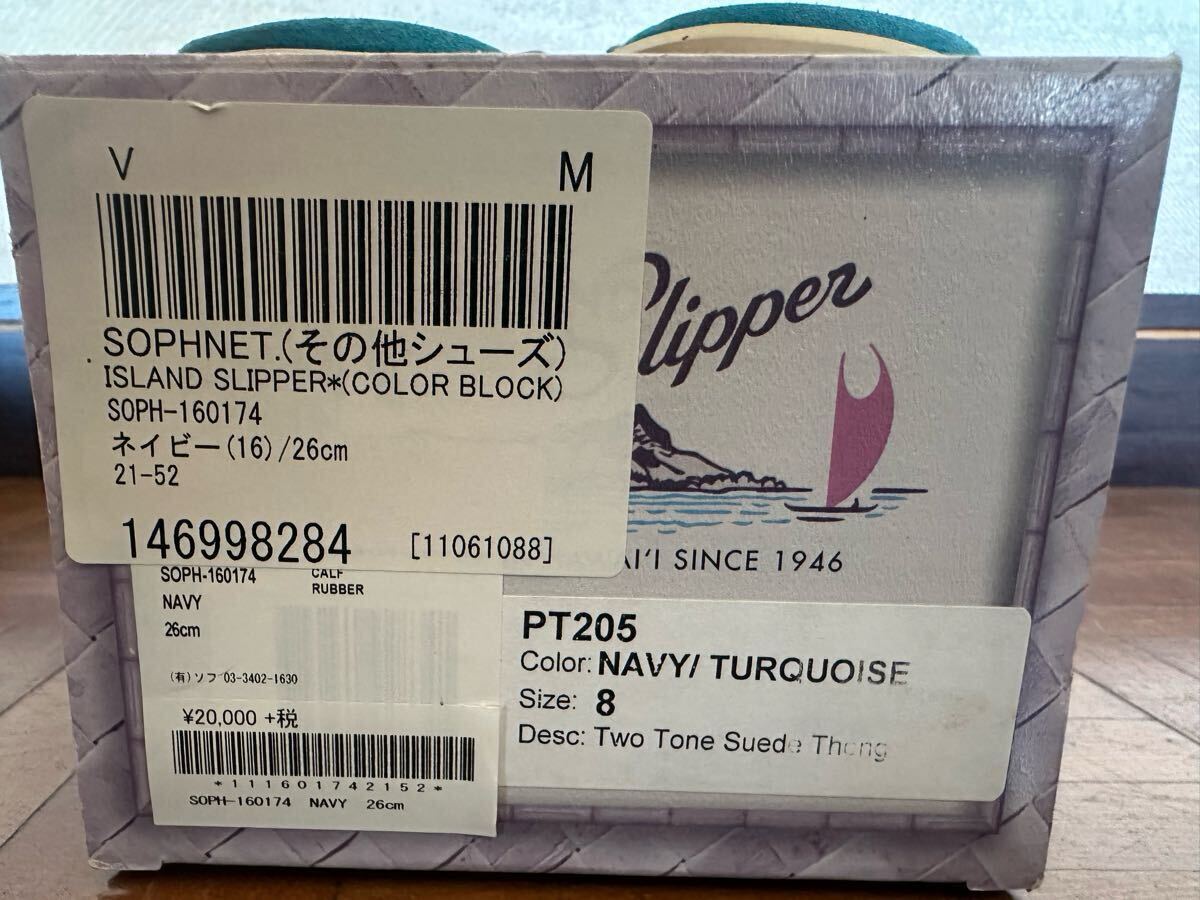 V M
SOPHNET.(その他シューズ)
ISLAND SLIPPER*(COLOR BLOCK)
SOPH-160174
ネイビー(16)/26cm
21-52
146998284 [11061088]
Slipper
AI'I SINCE 1946
SOPH-160174 CALF
RUBBER
NAVY
26cm
(有)ソフ 03-3402-1630
¥20,000 +税
*111601742152*
SOPH-160174 NAVY 26cm
PT205
Color: NAVY/ TURQUOISE
Size: 8
Desc: Two Tone Suede Thong